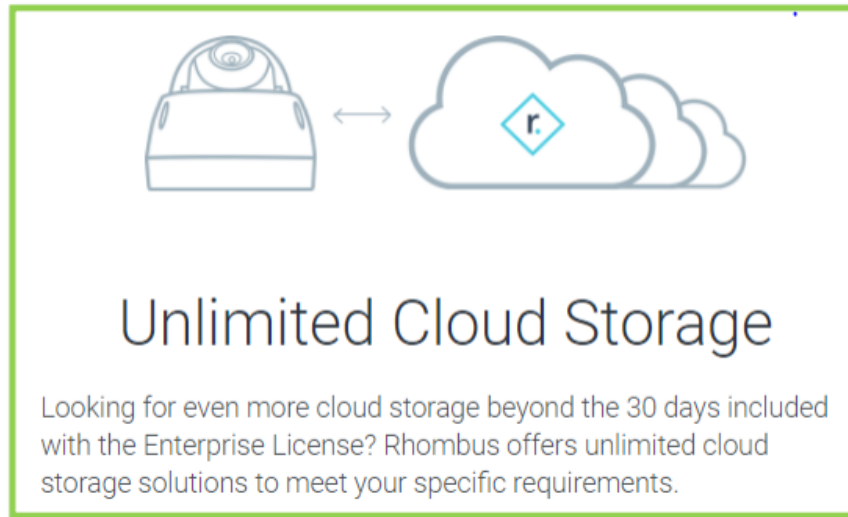 r.
Unlimited Cloud Storage
Looking for even more cloud storage beyond the 30 days included
with the Enterprise License? Rhombus offers unlimited cloud
storage solutions to meet your specific requirements.